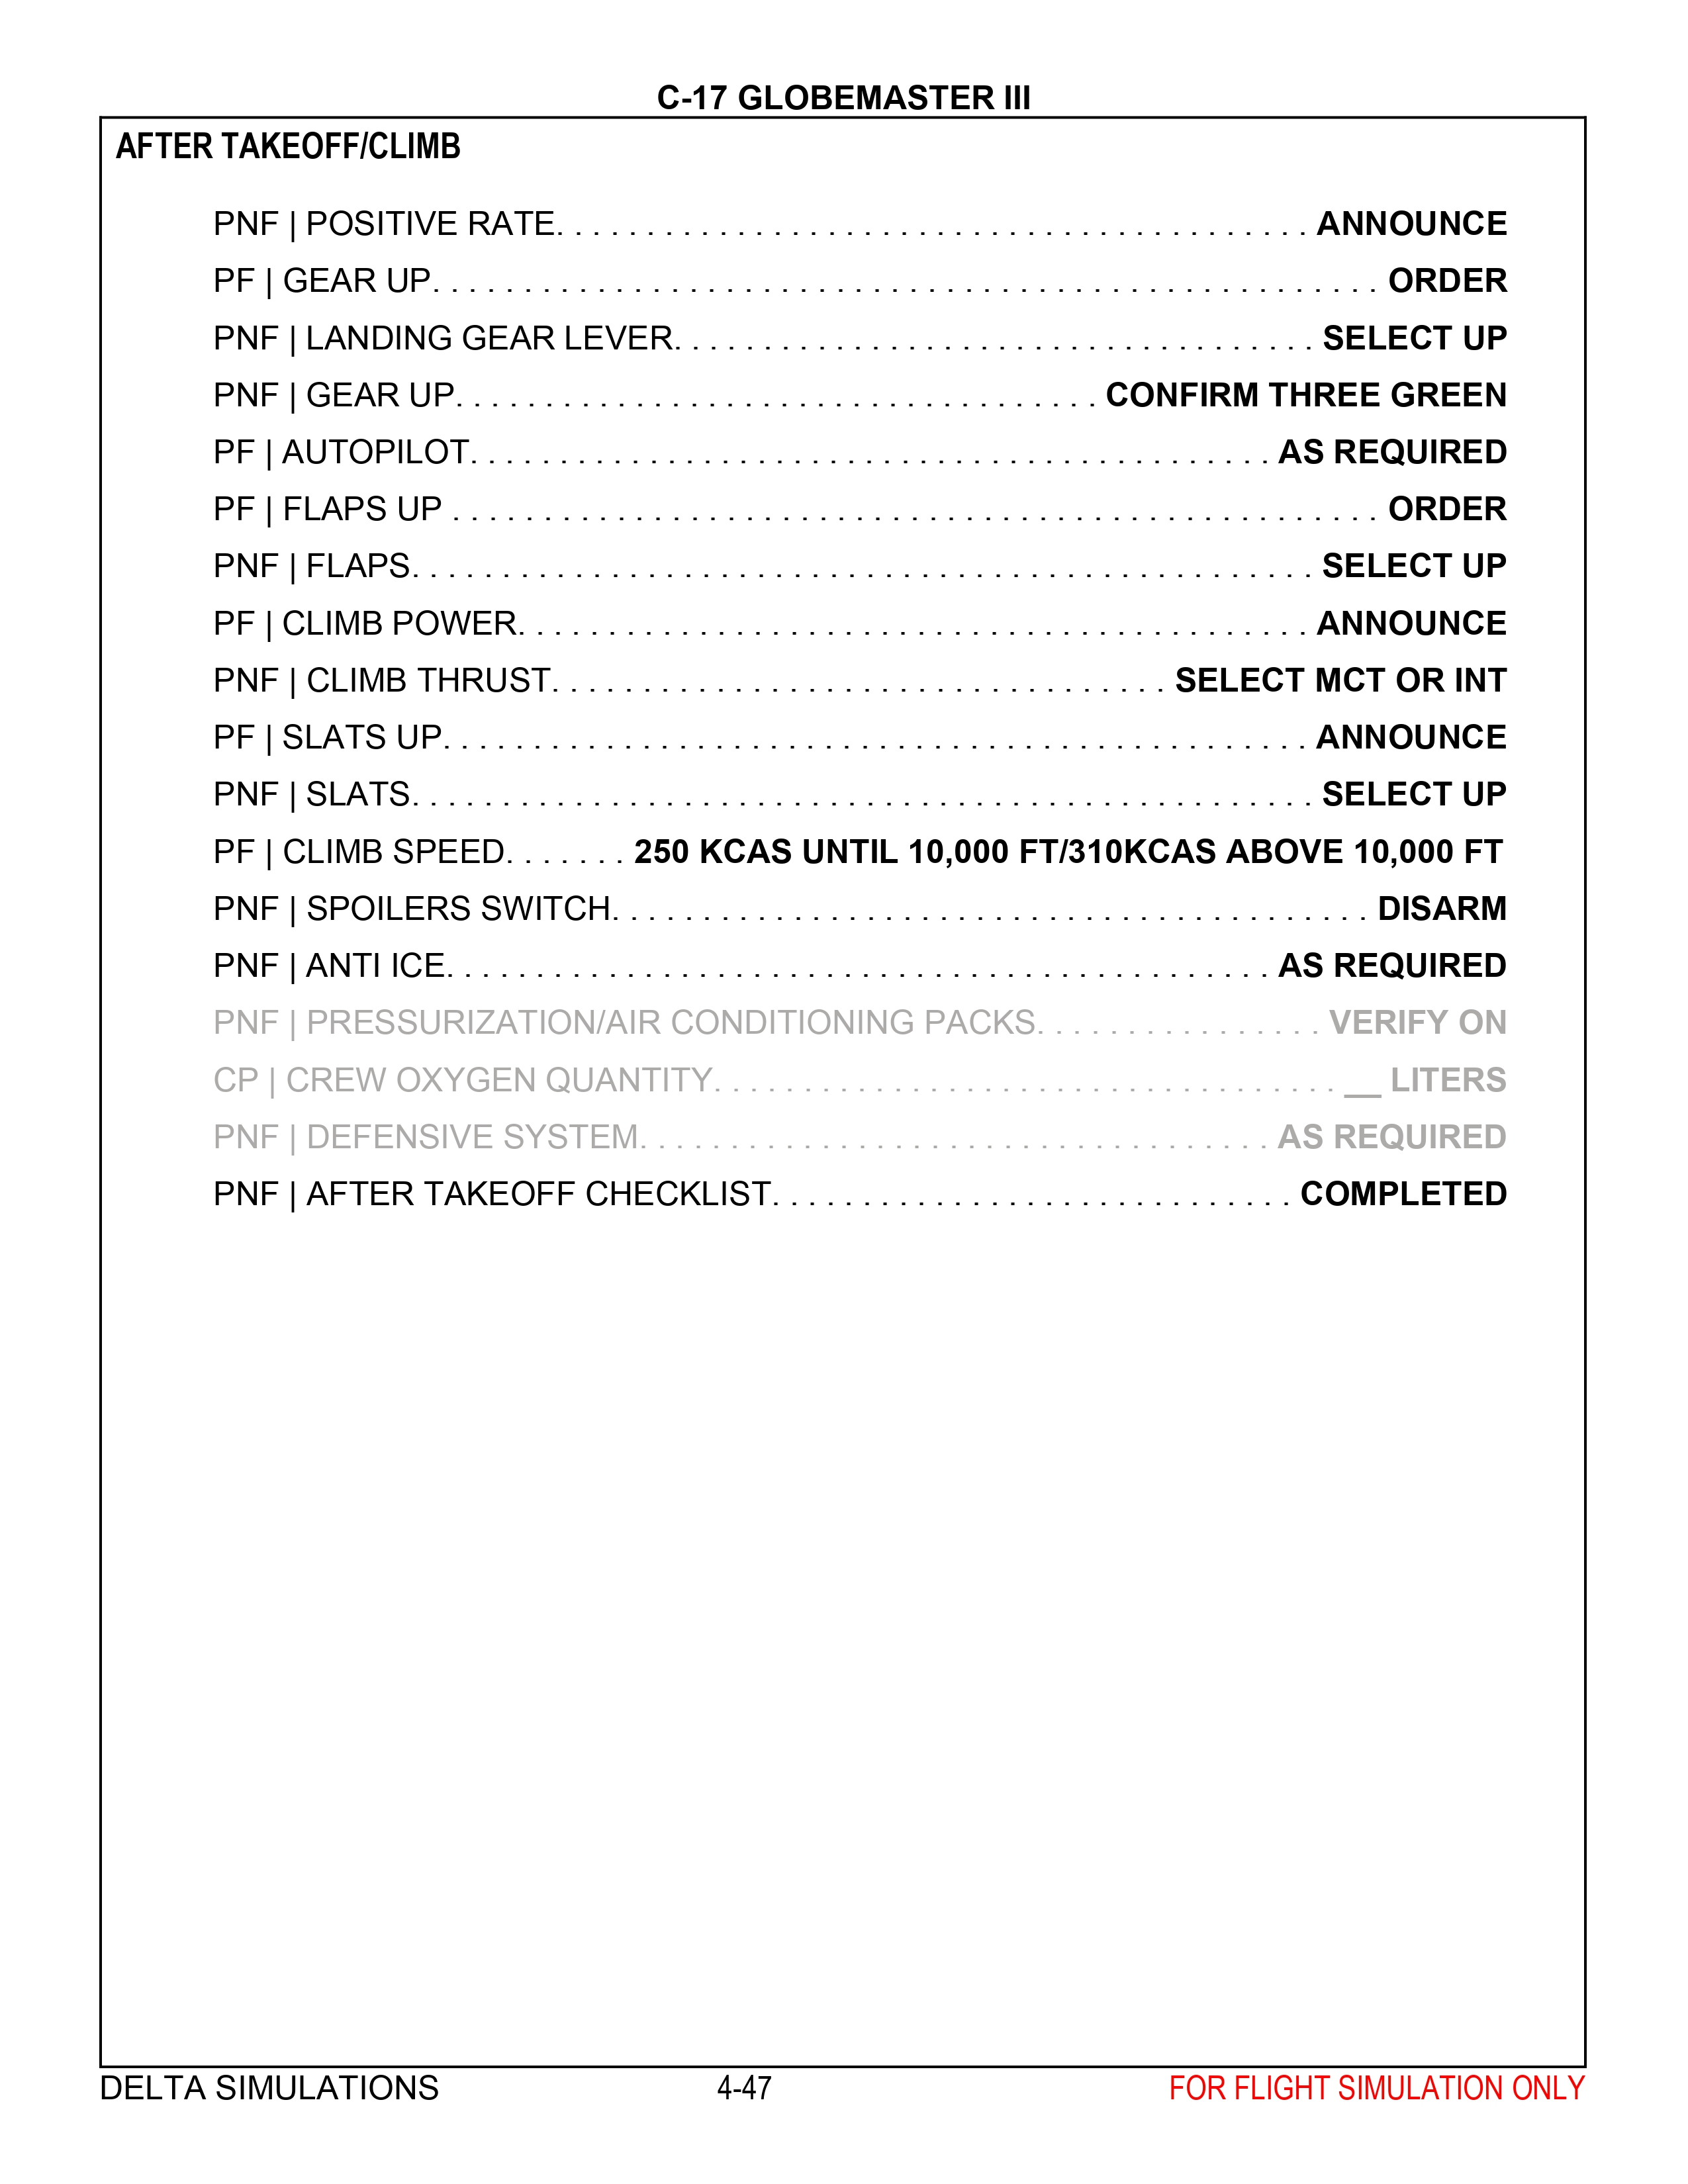 C-17 GLOBEMASTER III
AFTER TAKEOFF/CLIMB
PNF | POSITIVE RATE. . . . . . . . . . . . . . . . . . . . . . . . . . . . . . . . . . . . . . . . . . ANNOUNCE
PF | GEAR UP. . . . . . . . . . . . . . . . . . . . . . . . . . . . . . . . . . . . . . . . . . . . . . . . . . . . . ORDER
PNF | LANDING GEAR LEVER. . . . . . . . . . . . . . . . . . . . . . . . . . . . . . . . . . . . SELECT UP
PNF | GEAR UP. . . . . . . . . . . . . . . . . . . . . . . . . . . . . . . . . . . . CONFIRM THREE GREEN
PF | AUTOPILOT. . . . . . . . . . . . . . . . . . . . . . . . . . . . . . . . . . . . . . . . . . . . . AS REQUIRED
PF | FLAPS UP . . . . . . . . . . . . . . . . . . . . . . . . . . . . . . . . . . . . . . . . . . . . . . . . . . . . ORDER
PNF | FLAPS. . . . . . . . . . . . . . . . . . . . . . . . . . . . . . . . . . . . . . . . . . . . . . . . . . SELECT UP
PF | CLIMB POWER. . . . . . . . . . . . . . . . . . . . . . . . . . . . . . . . . . . . . . . . . . . . ANNOUNCE
PNF | CLIMB THRUST. . . . . . . . . . . . . . . . . . . . . . . . . . . . . . . . . . SELECT MCT OR INT
PF | SLATS UP. . . . . . . . . . . . . . . . . . . . . . . . . . . . . . . . . . . . . . . . . . . . . . . . ANNOUNCE
PNF | SLATS. . . . . . . . . . . . . . . . . . . . . . . . . . . . . . . . . . . . . . . . . . . . . . . . . . SELECT UP
PF | CLIMB SPEED. . . . . . . 250 KCAS UNTIL 10,000 FT/310KCAS ABOVE 10,000 FT
PNF | SPOILERS SWITCH. . . . . . . . . . . . . . . . . . . . . . . . . . . . . . . . . . . . . . . . . . DISARM
PNF | ANTI ICE. . . . . . . . . . . . . . . . . . . . . . . . . . . . . . . . . . . . . . . . . . . . . . AS REQUIRED
PNF | PRESSURIZATION/AIR CONDITIONING PACKS. . . . . . . . . . . . . . . . VERIFY ON
CP | CREW OXYGEN QUANTITY. . . . . . . . . . . . . . . . . . . . . . . . . . . . . . . . . . . __ LITERS
PNF | DEFENSIVE SYSTEM. . . . . . . . . . . . . . . . . . . . . . . . . . . . . . . . . . . AS REQUIRED
PNF | AFTER TAKEOFF CHECKLIST. . . . . . . . . . . . . . . . . . . . . . . . . . . . . COMPLETED
DELTA SIMULATIONS 4-47 FOR FLIGHT SIMULATION ONLY